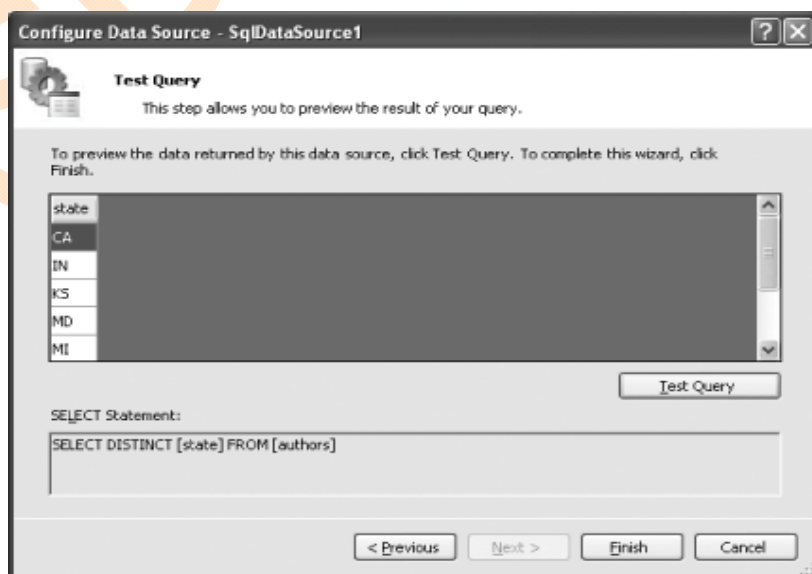 Configure Data Source - SqlDataSource1
Test Query
This step allows you to preview the result of your query.
To preview the data returned by this data source, click Test Query. To complete this wizard, click
Finish.
state
CA
IN
KS
MD
MI
Test Query
SELECT Statement:
SELECT DISTINCT [state] FROM [authors]
< Previous
Next >
Finish
Cancel